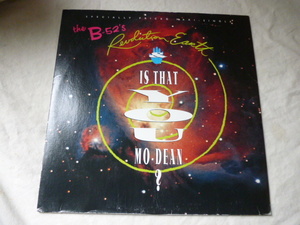 SPECIALLY PRICED MAXI-SINGLE
the B-52's
Revolution Earth
IS THAT
MO-DEAN
?